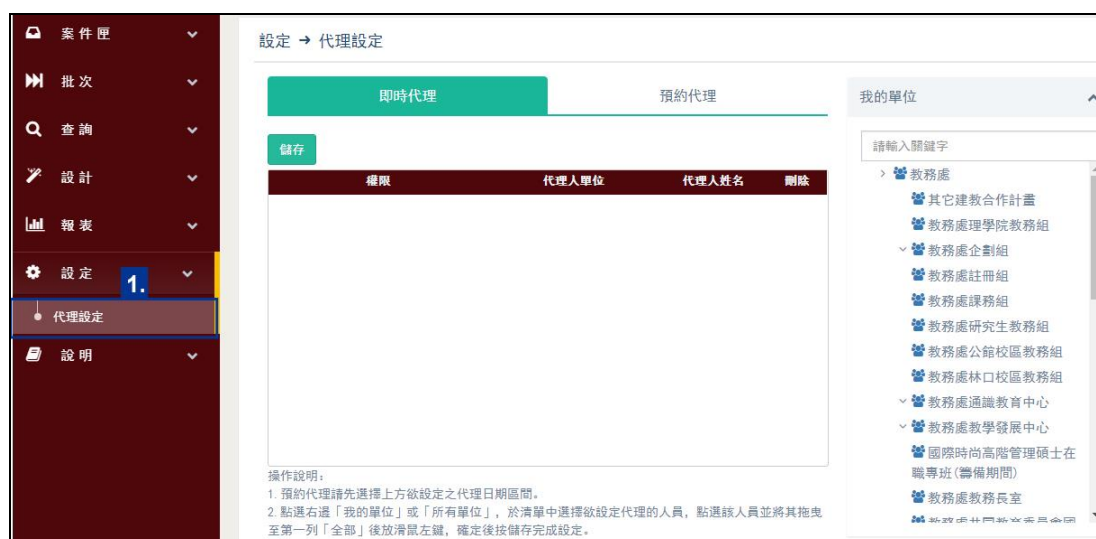 案件匣
批次
查詢
設計
報表
設定
1.
代理設定
說明
設定 → 代理設定
即時代理
預約代理
儲存
權限 代理人單位 代理人姓名 刪除
操作說明：
1. 預約代理請先選擇上方欲設定之代理日期區間。
2. 點選右邊「我的單位」或「所有單位」，於清單中選擇欲設定代理的人員，點選該人員並將其拖曳
至第一列「全部」後放滑鼠左鍵，確定後按儲存完成設定。
我的單位
請輸入關鍵字
教務處
其它建教合作計畫
教務處理學院教務組
教務處企劃組
教務處註冊組
教務處課務組
教務處研究生教務組
教務處公館校區教務組
教務處林口校區教務組
教務處通識教育中心
教務處教學發展中心
國際時尚高階管理碩士在
職專班(籌備期間)
教務處教務長室
教務處共同教育委員會國